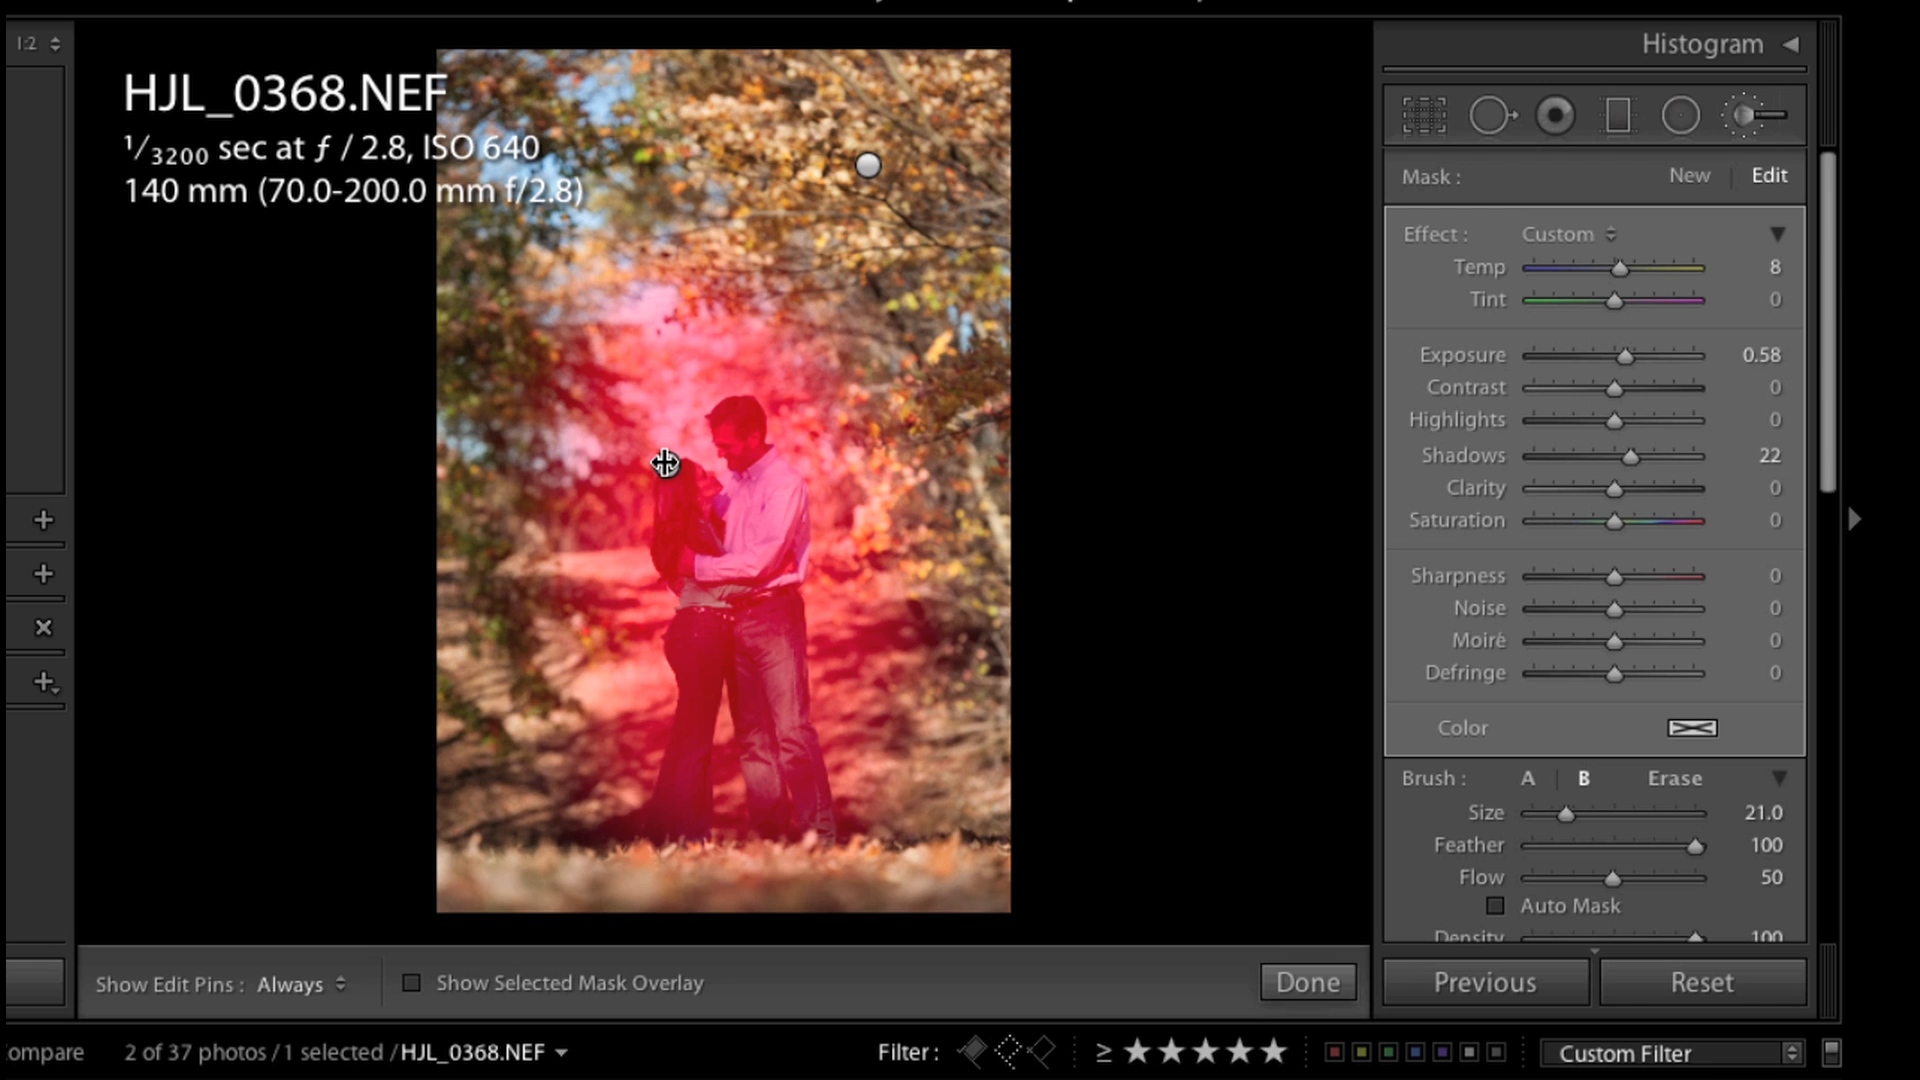 1:2
Histogram
HJL_0368.NEF
1/3200 sec at ƒ / 2.8, ISO 640
140 mm (70.0-200.0 mm f/2.8)
Mask : New Edit
Effect : Custom
Temp 8
Tint 0
Exposure 0.58
Contrast 0
Highlights 0
Shadows 22
Clarity 0
Saturation 0
Sharpness 0
Noise 0
Moiré 0
Defringe 0
Color
Brush : A B Erase
Size 21.0
Feather 100
Flow 50
Auto Mask
Density 100
Show Edit Pins : Always Show Selected Mask Overlay Done
Previous Reset
ompare 2 of 37 photos / 1 selected / HJL_0368.NEF Filter : ≥ ★★★★★ Custom Filter